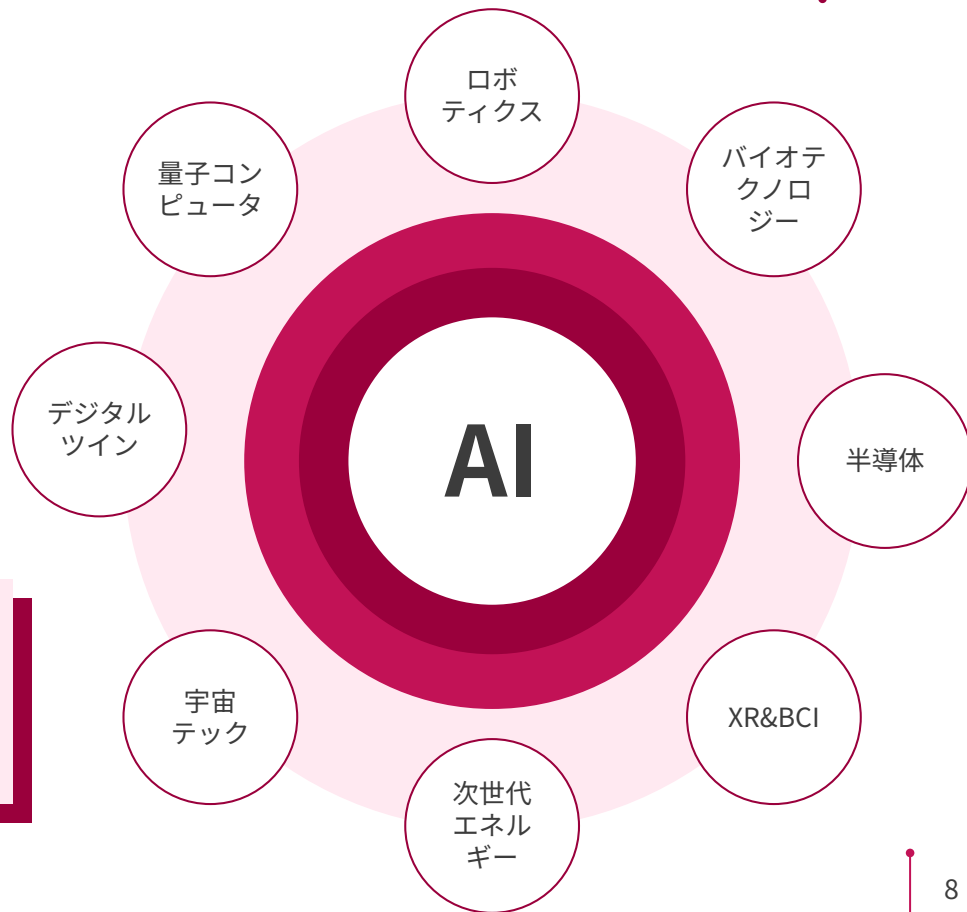 ロボ
ティクス
量子コン
ピュータ
バイオテ
クノロ
ジー
デジタル
ツイン
AI
半導体
宇宙
テック
XR&BCI
次世代
エネル
ギー
8